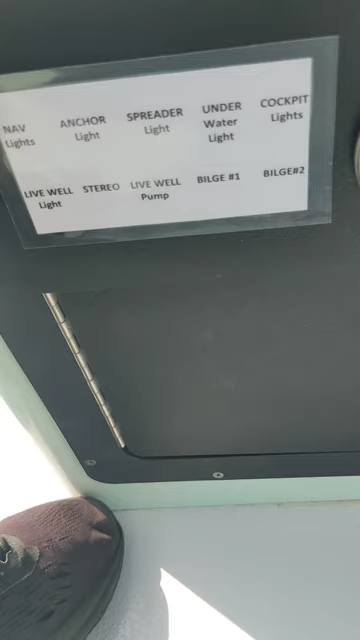 NAV ANCHOR SPREADER UNDER COCKPIT
Lights Light Light Water Lights
Light
LIVE WELL STEREO LIVE WELL BILGE #1 BILGE#2
Light Pump